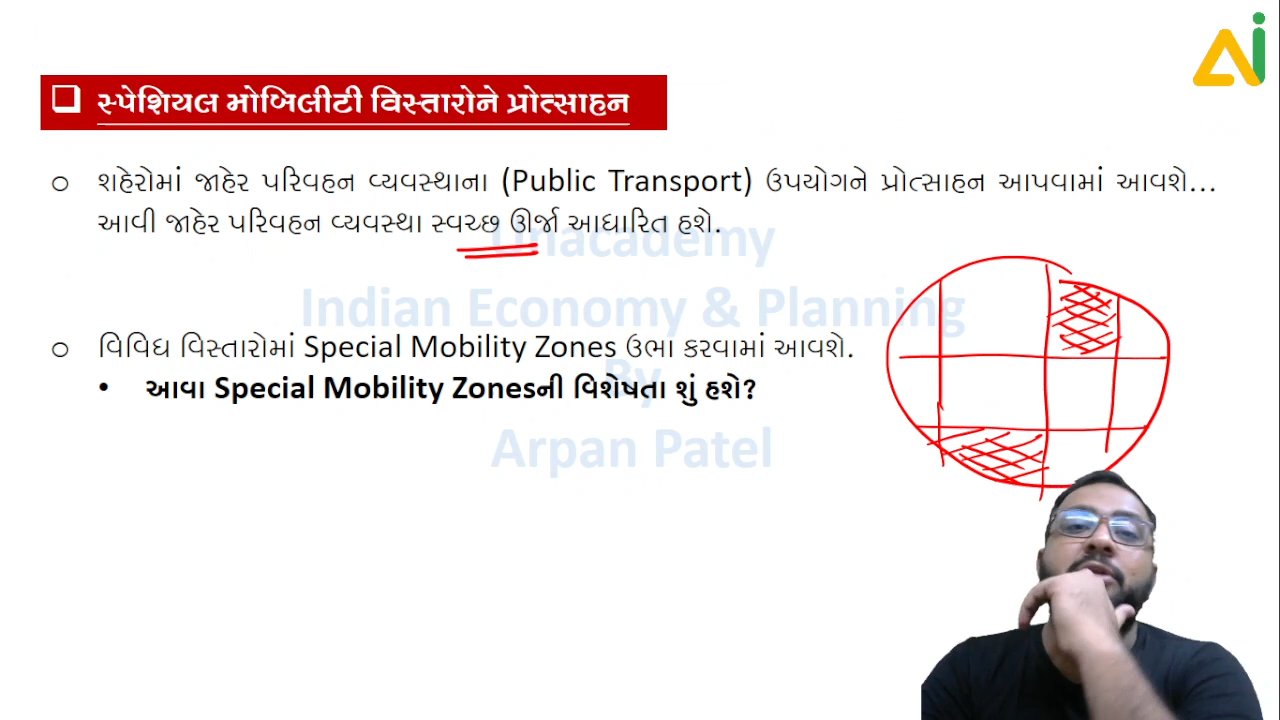 ❑ સ્પેશિયલ મોબિલીટી વિસ્તારોને પ્રોત્સાહન
○ શહેરોમાં જાહેર પરિવહન વ્યવસ્થાના (Public Transport) ઉપયોગને પ્રોત્સાહન આપવામાં આવશે...
આવી જાહેર પરિવહન વ્યવસ્થા સ્વચ્છ ઊર્જા આધારિત હશે.
○ વિવિધ વિસ્તારોમાં Special Mobility Zones ઉભા કરવામાં આવશે.
• આવા Special Mobility Zonesની વિશેષતા શું હશે?
Unacademy
Indian Economy & Planning
By
Arpan Patel